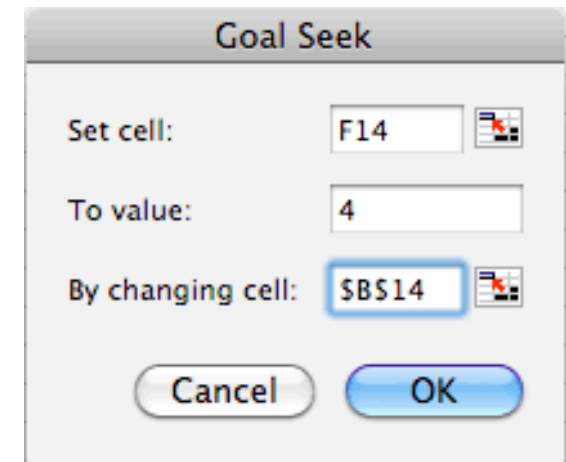 Goal Seek
Set cell: F14
To value: 4
By changing cell: $B$14
Cancel OK